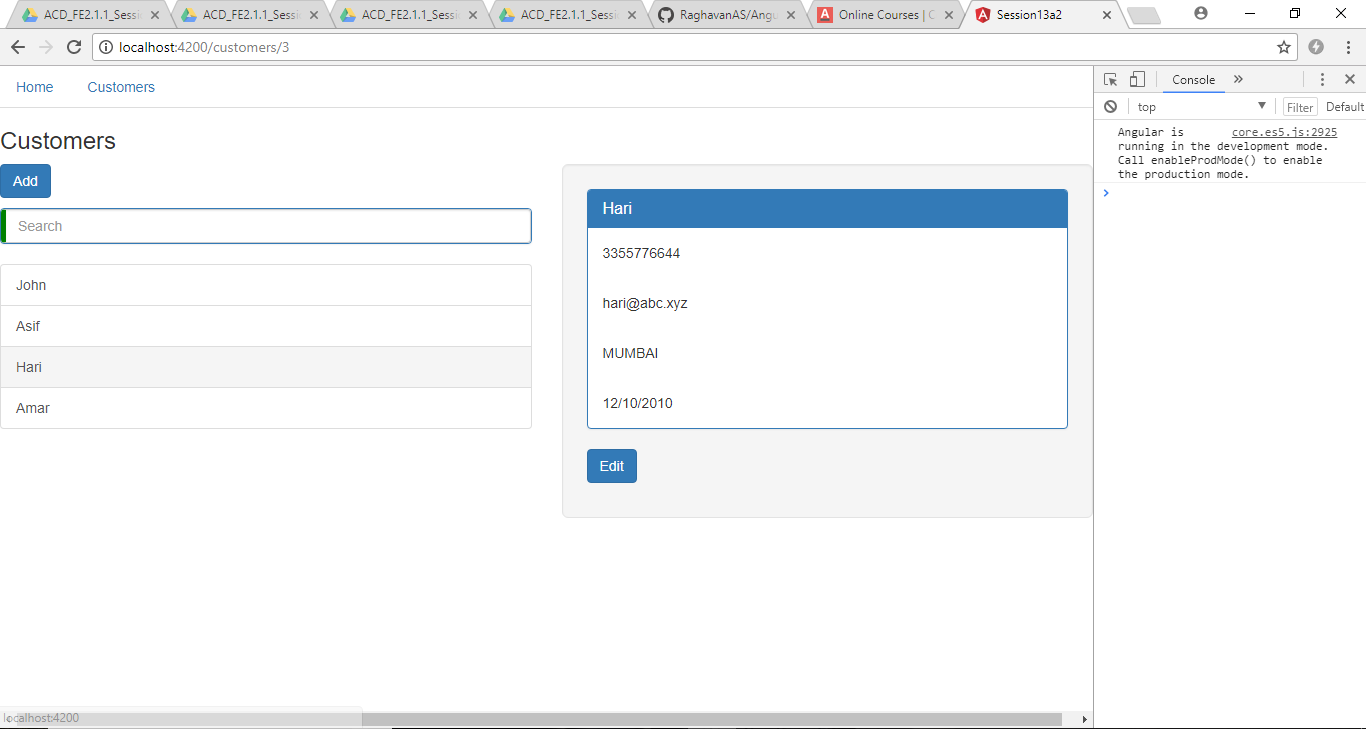 ACD_FE2.1.1_Sessi
ACD_FE2.1.1_Sessi
ACD_FE2.1.1_Sessi
ACD_FE2.1.1_Sessi
RaghavanAS/Angu
Online Courses | C
Session13a2
localhost:4200/customers/3
Home Customers
Customers
Add
Search
John
Asif
Hari
Amar
Hari
3355776644
hari@abc.xyz
MUMBAI
12/10/2010
Edit
Console
top
Filter
Default
Angular is core.es5.js:2925
running in the development mode.
Call enableProdMode() to enable
the production mode.
localhost:4200